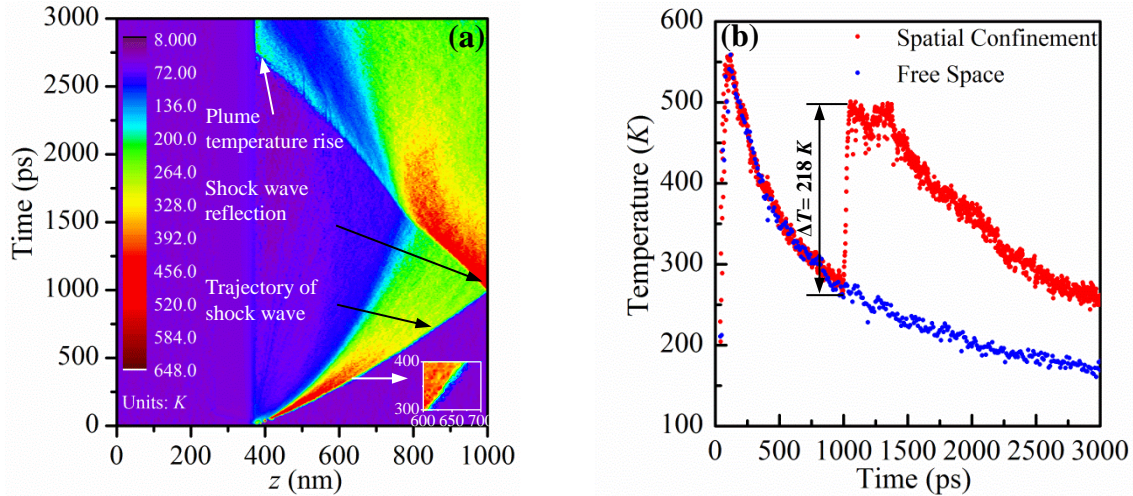 (a)
3000
2500
2000
1500
1000
500
0
Time (ps)
8.000
72.00
136.0
200.0
264.0
328.0
392.0
456.0
520.0
584.0
648.0
Units: K
Plume
temperature rise
Shock wave
reflection
Trajectory of
shock wave
400
300
600 650 700
0 200 400 600 800 1000
z (nm)
(b)
Spatial Confinement
Free Space
600
500
400
300
200
100
Temperature (K)
ΔT= 218 K
0 500 1000 1500 2000 2500 3000
Time (ps)